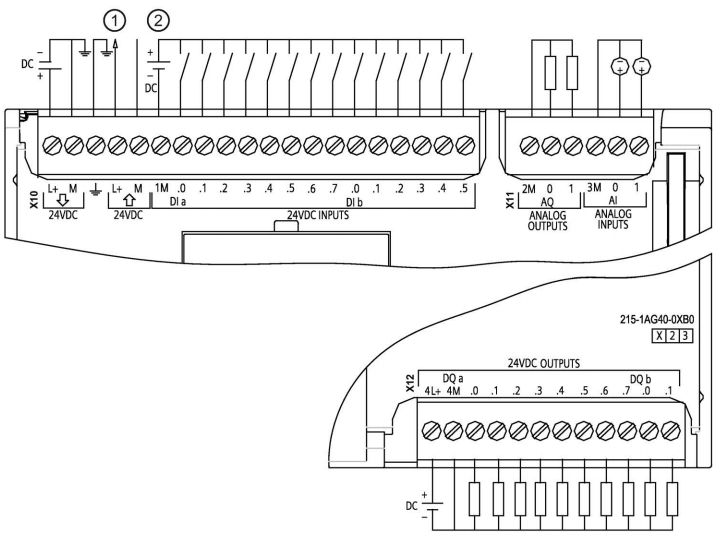 ① ②
DC − +
+ − DC
X10
L+ M ⏚ L+ M 1M .0 .1 .2 .3 .4 .5 .6 .7 .0 .1 .2 .3 .4 .5
24VDC 24VDC DI a DI b
24VDC INPUTS
X11
2M 0 1 3M 0 1
AQ AI
ANALOG OUTPUTS
ANALOG INPUTS
215-1AG40-0XB0
X 2 3
24VDC OUTPUTS
X12
DQ a DQ b
4L+ 4M .0 .1 .2 .3 .4 .5 .6 .7 .0 .1
DC + −